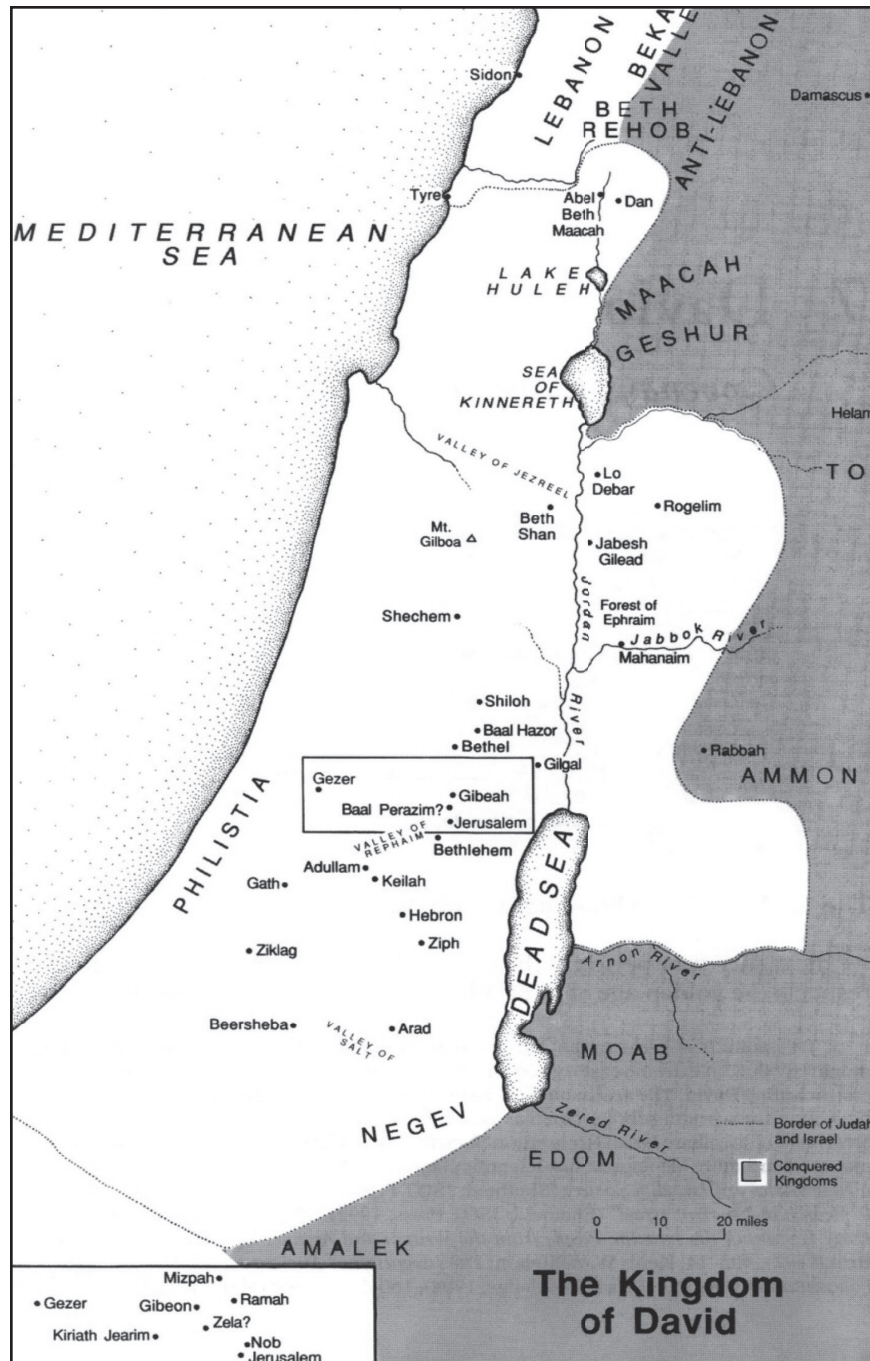 LEBANON
BEKA
VALLE
ANTI-LEBANON
Sidon
BETH
REHOB
Damascus
Tyre
Abel
Beth
Maacah
Dan
MEDITERRANEAN
SEA
LAKE
HULEH
MAACAH
GESHUR
SEA
OF
KINNERETH
Helam
VALLEY OF JEZREEL
Lo
Debar
TO
Rogelim
Beth
Shan
Mt.
Gilboa
Jabesh
Gilead
Jordan
River
Forest of
Ephraim
Shechem
Jabbok River
Mahanaim
Shiloh
Baal Hazor
Bethel
Rabbah
Gilgal
AMMON
Gezer
Gibeah
Baal Perazim?
Jerusalem
VALLEY OF
REPHAIM
Bethlehem
PHILISTIA
Adullam
Keilah
Gath
Hebron
DEAD SEA
Ziph
Ziklag
Arnon River
Beersheba
VALLEY OF
SALT
Arad
MOAB
NEGEV
Zered River
EDOM
Border of Judah
and Israel
Conquered
Kingdoms
0 10 20 miles
AMALEK
The Kingdom
of David
Mizpah
Gezer
Gibeon
Ramah
Zela?
Kiriath Jearim
Nob
Jerusalem